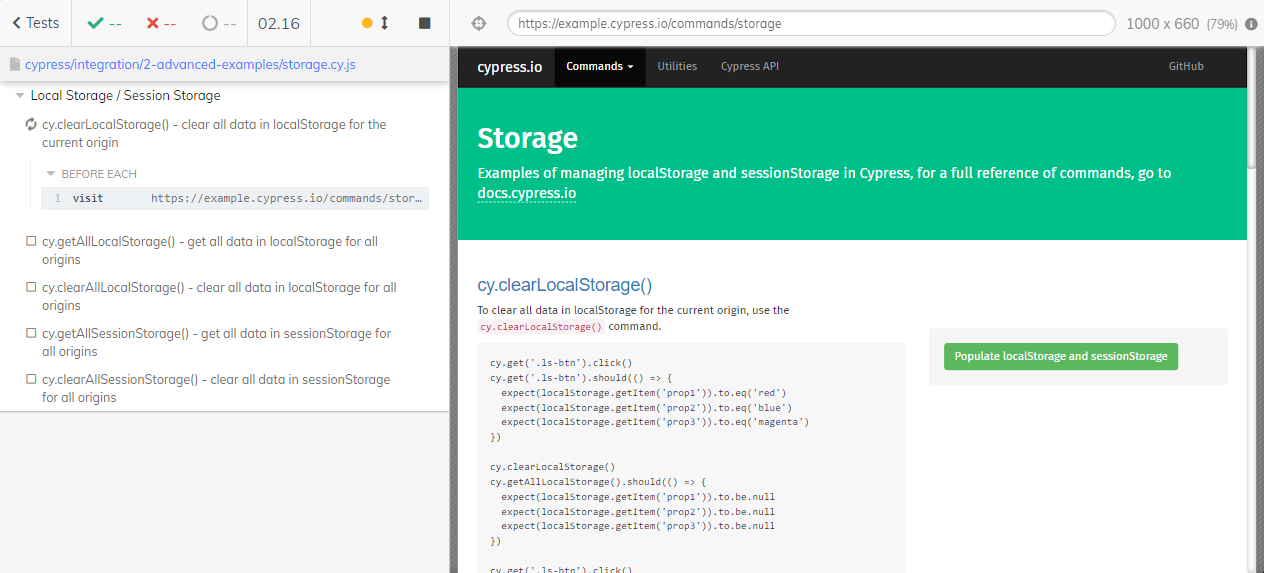 Tests
--
--
--
02.16
https://example.cypress.io/commands/storage
1000 x 660 (79%)
cypress/integration/2-advanced-examples/storage.cy.js
Local Storage / Session Storage
cy.clearLocalStorage() - clear all data in localStorage for the
current origin
BEFORE EACH
1 visit https://example.cypress.io/commands/stor…
cy.getAllLocalStorage() - get all data in localStorage for all
origins
cy.clearAllLocalStorage() - clear all data in localStorage for all
origins
cy.getAllSessionStorage() - get all data in sessionStorage for
all origins
cy.clearAllSessionStorage() - clear all data in sessionStorage
for all origins
cypress.io
Commands
Utilities
Cypress API
GitHub
Storage
Examples of managing localStorage and sessionStorage in Cypress, for a full reference of commands, go to
docs.cypress.io
cy.clearLocalStorage()
To clear all data in localStorage for the current origin, use the
cy.clearLocalStorage() command.
cy.get('.ls-btn').click()
cy.get('.ls-btn').should(() => {
expect(localStorage.getItem('prop1')).to.eq('red')
expect(localStorage.getItem('prop2')).to.eq('blue')
expect(localStorage.getItem('prop3')).to.eq('magenta')
})
cy.clearLocalStorage()
cy.getAllLocalStorage().should(() => {
expect(localStorage.getItem('prop1')).to.be.null
expect(localStorage.getItem('prop2')).to.be.null
expect(localStorage.getItem('prop3')).to.be.null
})
cy.get('.ls-btn').click()
Populate localStorage and sessionStorage